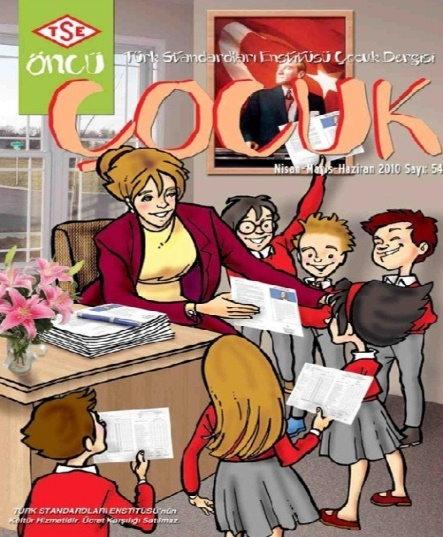 TSE
ÖNCÜ
Türk Standardları Enstitüsü Çocuk Dergisi
ÇOCUK
Nisan-Mayıs-Haziran 2010 Sayı: 54
TÜRK STANDARDLARI ENSTİTÜSÜ'nün
Kültür Hizmetidir. Ücret Karşılığı Satılmaz